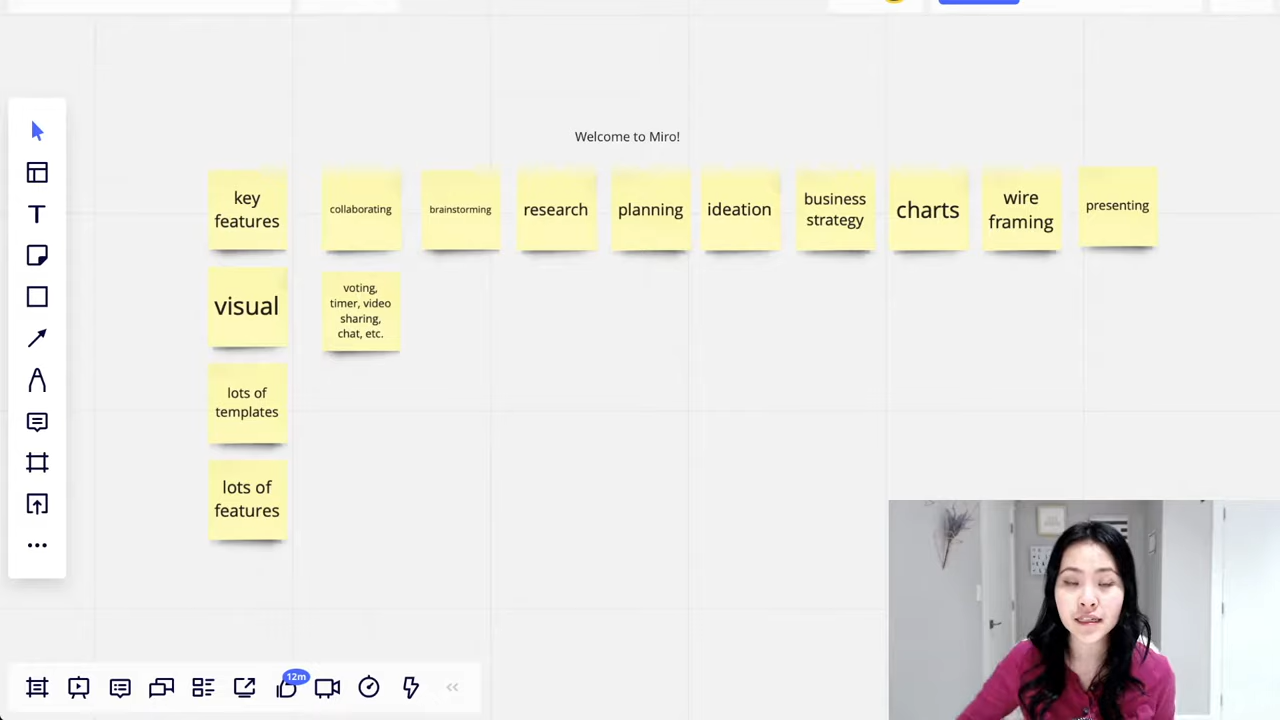 Welcome to Miro!
key
features
collaborating
brainstorming
research
planning
ideation
business
strategy
charts
wire
framing
presenting
visual
voting,
timer, video
sharing,
chat, etc.
lots of
templates
lots of
features
12m